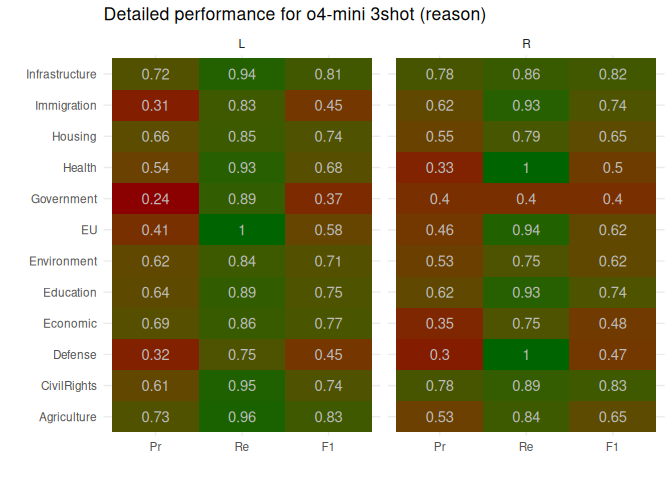 Detailed performance for o4-mini 3shot (reason)
L R
Infrastructure 0.72 0.94 0.81 0.78 0.86 0.82
Immigration 0.31 0.83 0.45 0.62 0.93 0.74
Housing 0.66 0.85 0.74 0.55 0.79 0.65
Health 0.54 0.93 0.68 0.33 1 0.5
Government 0.24 0.89 0.37 0.4 0.4 0.4
EU 0.41 1 0.58 0.46 0.94 0.62
Environment 0.62 0.84 0.71 0.53 0.75 0.62
Education 0.64 0.89 0.75 0.62 0.93 0.74
Economic 0.69 0.86 0.77 0.35 0.75 0.48
Defense 0.32 0.75 0.45 0.3 1 0.47
CivilRights 0.61 0.95 0.74 0.78 0.89 0.83
Agriculture 0.73 0.96 0.83 0.53 0.84 0.65
Pr Re F1 Pr Re F1